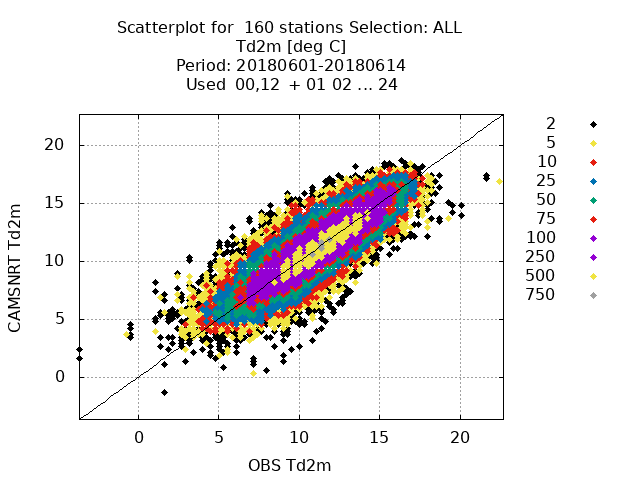 Scatterplot for 160 stations Selection: ALL
Td2m [deg C]
Period: 20180601-20180614
Used 00,12 + 01 02 ... 24
20
15
10
5
0
CAMSNRT Td2m
0 5 10 15 20
OBS Td2m
2
5
10
25
50
75
100
250
500
750